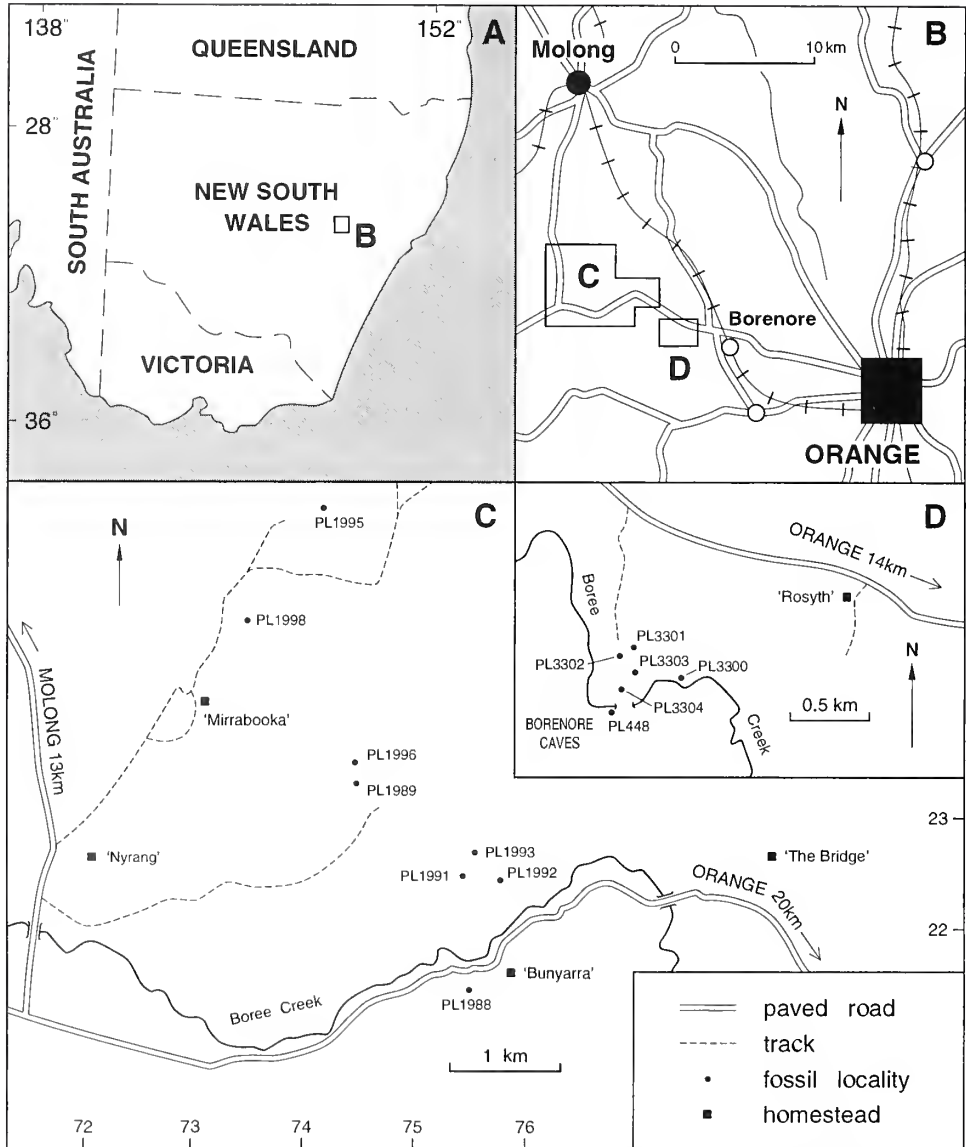 138°
152°
A
QUEENSLAND
SOUTH AUSTRALIA
28°
NEW SOUTH
WALES
B
VICTORIA
36°
B
Molong
0
10 km
N
C
Borenore
D
ORANGE
C
N
PL1995
PL1998
MOLONG 13km
'Mirrabooka'
PL1996
PL1989
'Nyrang'
PL1993
PL1991
PL1992
'The Bridge'
ORANGE 20km
23
22
'Bunyarra'
PL1988
Boree Creek
1 km
72
73
74
75
76
D
ORANGE 14km
Boree
'Rosyth'
PL3301
PL3302
PL3303
PL3300
PL3304
PL448
BORENORE
CAVES
Creek
0.5 km
N
paved road
track
fossil locality
homestead